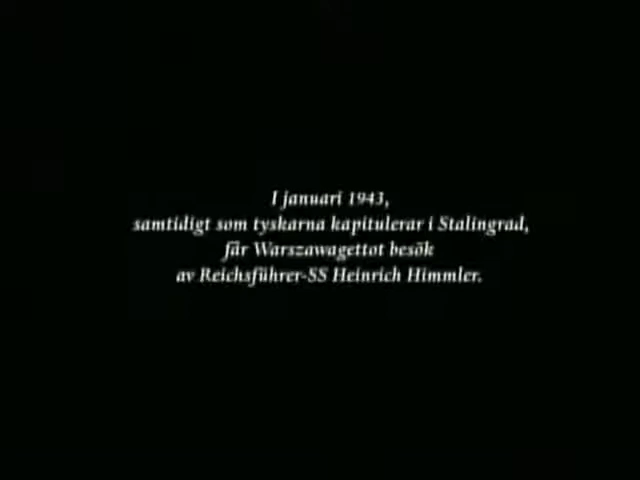 I januari 1943,
samtidigt som tyskarna kapitulerar i Stalingrad,
får Warszawagettot besök
av Reichsführer-SS Heinrich Himmler.